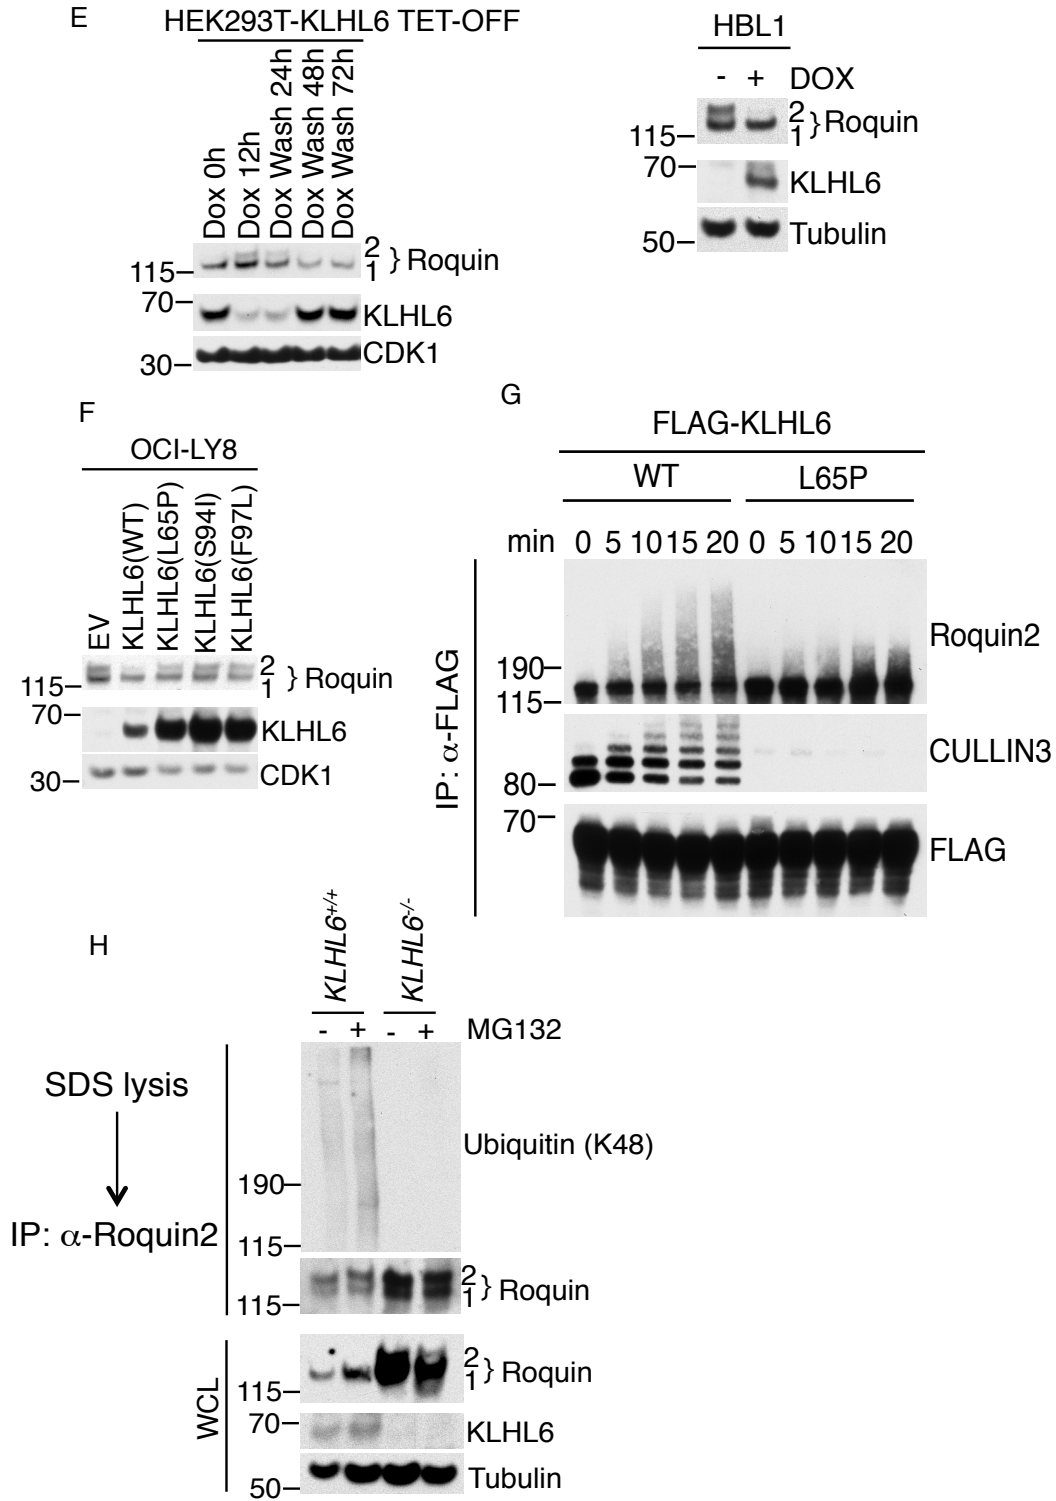 E
HEK293T-KLHL6 TET-OFF
Dox 0h
Dox 12h
Dox Wash 24h
Dox Wash 48h
Dox Wash 72h
2
1 } Roquin
115
70
KLHL6
CDK1
30
HBL1
- + DOX
2
1 } Roquin
115
70
KLHL6
Tubulin
50
F
OCI-LY8
EV
KLHL6(WT)
KLHL6(L65P)
KLHL6(S94I)
KLHL6(F97L)
2
1 } Roquin
115
70
KLHL6
CDK1
30
G
FLAG-KLHL6
WT L65P
min 0 5 10 15 20 0 5 10 15 20
IP: α-FLAG
Roquin2
190
115
CULLIN3
80
70
FLAG
H
KLHL6+/+
KLHL6-/-
- + - + MG132
SDS lysis
IP: α-Roquin2
Ubiquitin (K48)
190
115
2
1 } Roquin
115
WCL
2
1 } Roquin
115
70
KLHL6
Tubulin
50